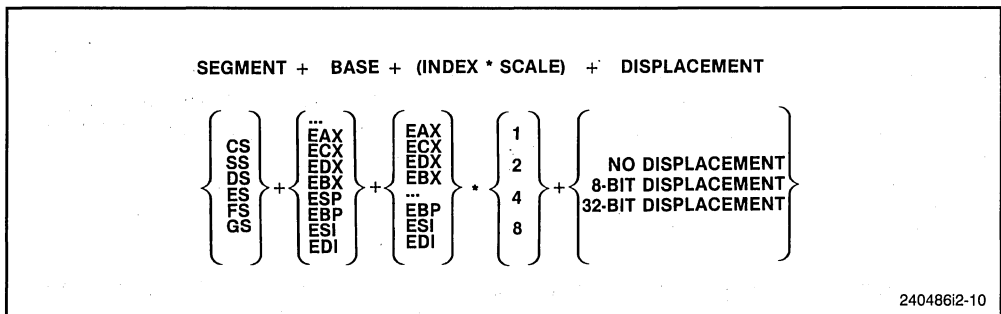 SEGMENT + BASE + (INDEX * SCALE) + DISPLACEMENT
CS
SS
DS
ES
FS
GS
+
...
EAX
ECX
EDX
EBX
ESP
EBP
ESI
EDI
+
EAX
ECX
EDX
EBX
...
EBP
ESI
EDI
*
1
2
4
8
+
NO DISPLACEMENT
8-BIT DISPLACEMENT
32-BIT DISPLACEMENT
240486i2-10